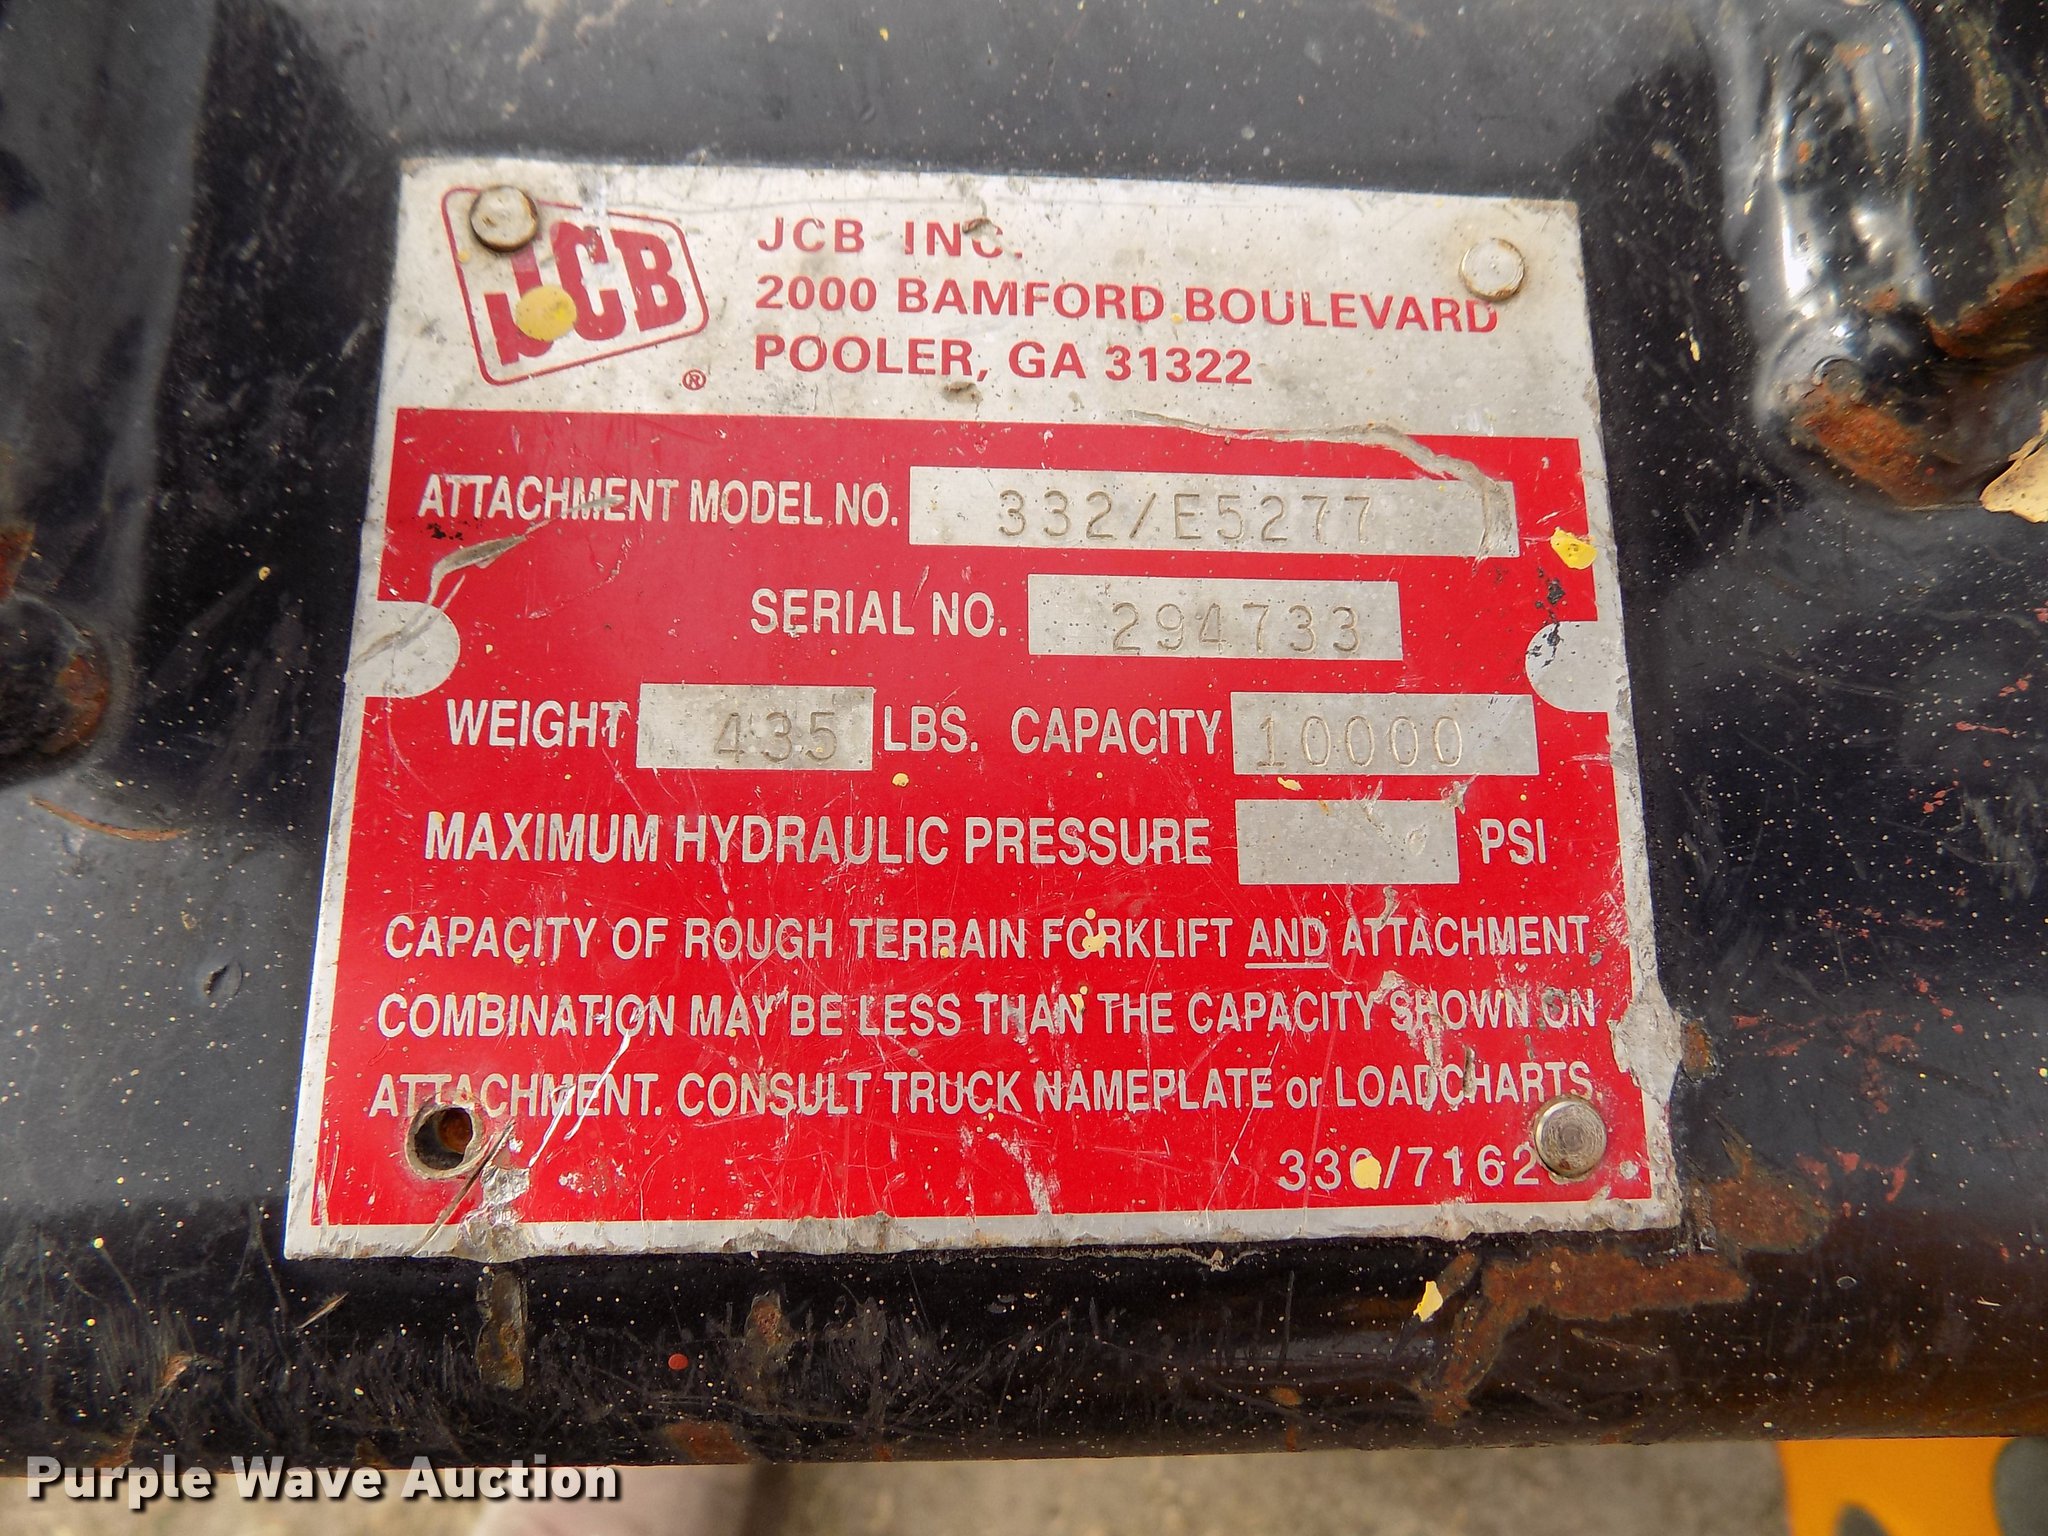 JCB
®
JCB INC.
2000 BAMFORD BOULEVARD
POOLER, GA 31322
ATTACHMENT MODEL NO. 332/E5277
SERIAL NO. 294733
WEIGHT 435 LBS. CAPACITY 10000
MAXIMUM HYDRAULIC PRESSURE PSI
CAPACITY OF ROUGH TERRAIN FORKLIFT AND ATTACHMENT
COMBINATION MAY BE LESS THAN THE CAPACITY SHOWN ON
ATTACHMENT. CONSULT TRUCK NAMEPLATE or LOADCHARTS.
Purple Wave Auction